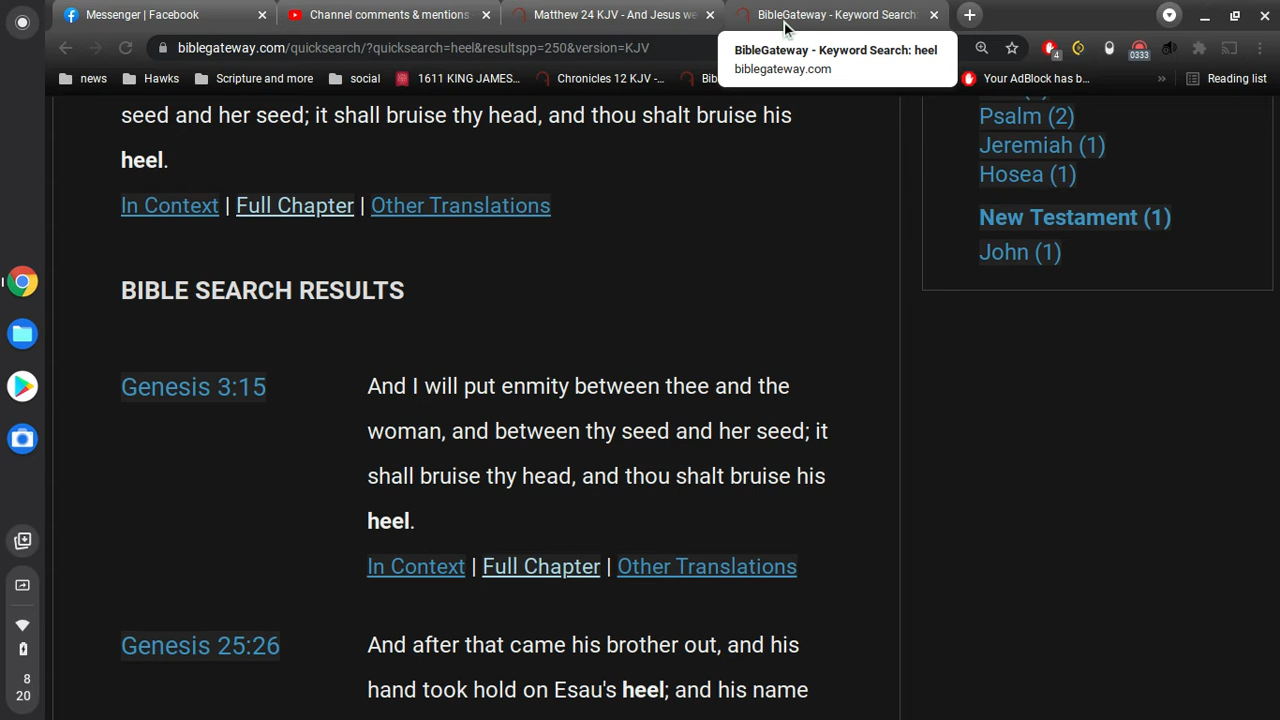 Messenger | Facebook
Channel comments & mentions
Matthew 24 KJV - And Jesus we
BibleGateway - Keyword Search:
biblegateway.com/quicksearch/?quicksearch=heel&resultspp=250&version=KJV
4
0333
BibleGateway - Keyword Search: heel
biblegateway.com
news
Hawks
Scripture and more
social
1611 KING JAMES...
Chronicles 12 KJV -...
Bib
Your AdBlock has b...
»
Reading list
seed and her seed; it shall bruise thy head, and thou shalt bruise his
heel.
In Context | Full Chapter | Other Translations
BIBLE SEARCH RESULTS
Genesis 3:15
And I will put enmity between thee and the
woman, and between thy seed and her seed; it
shall bruise thy head, and thou shalt bruise his
heel.
In Context | Full Chapter | Other Translations
Genesis 25:26
And after that came his brother out, and his
hand took hold on Esau's heel; and his name
Psalm (2)
Jeremiah (1)
Hosea (1)
New Testament (1)
John (1)
8
20